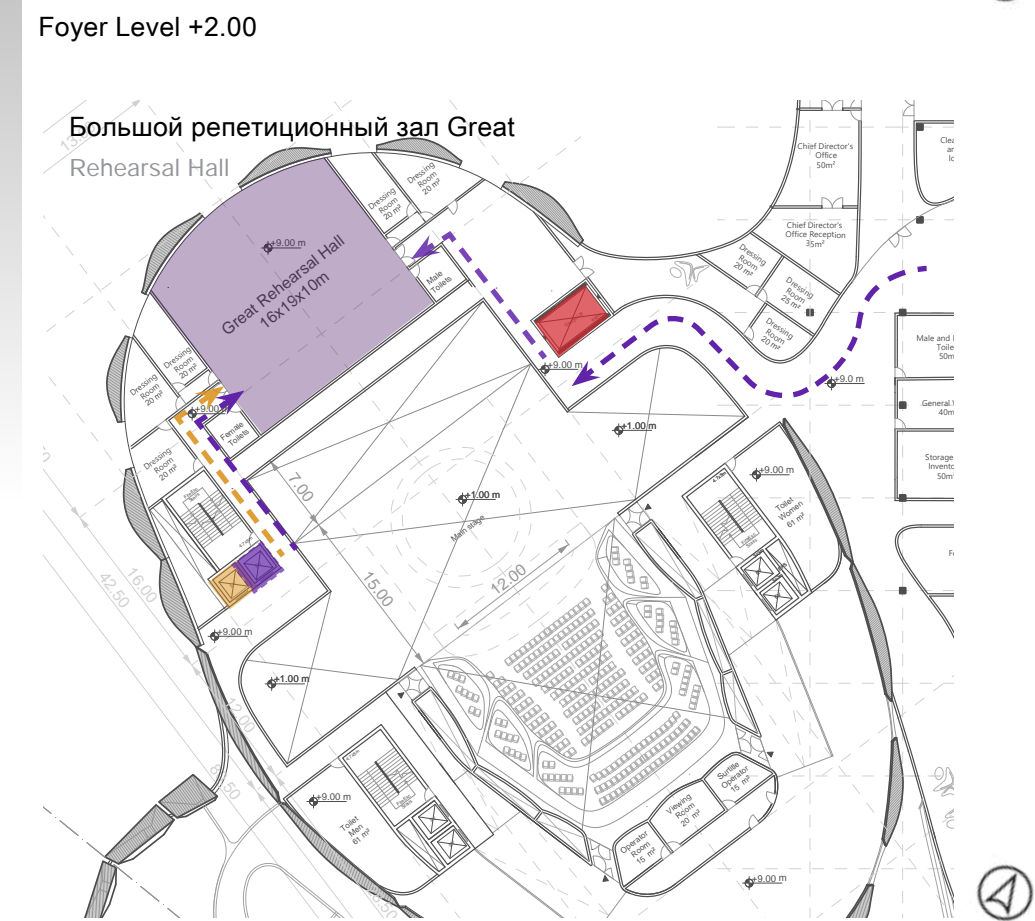 Foyer Level +2.00
Большой репетиционный зал Great
Rehearsal Hall
Chief Director's
Office
50m²
Chief Director's
Office Reception
35m²
Dressing
Room
20 m²
Dressing
Room
20 m²
+9.00 m
Great Rehearsal Hall
16x19x10m
Male
Toilets
Dressing
Room
20 m²
Dressing
Room
25 m²
Dressing
Room
20 m²
+9.00 m
+9.0 m
Dressing
Room
20 m²
Dressing
Room
20 m²
+9.00
Female
Toilets
Dressing
Room
20 m²
+1.00 m
+1.00 m
Main stage
7.00
15.00
12.00
+9.00 m
Toilet
Women
61 m²
16.00
42.50
+9.00 m
+1.00 m
12.00
+9.00 m
Toilet
Men
61 m²
Surtitle
Operator
15 m²
Viewing
Room
20 m²
Operator
Room
15 m²
+9.00 m
Storage
50m
40m